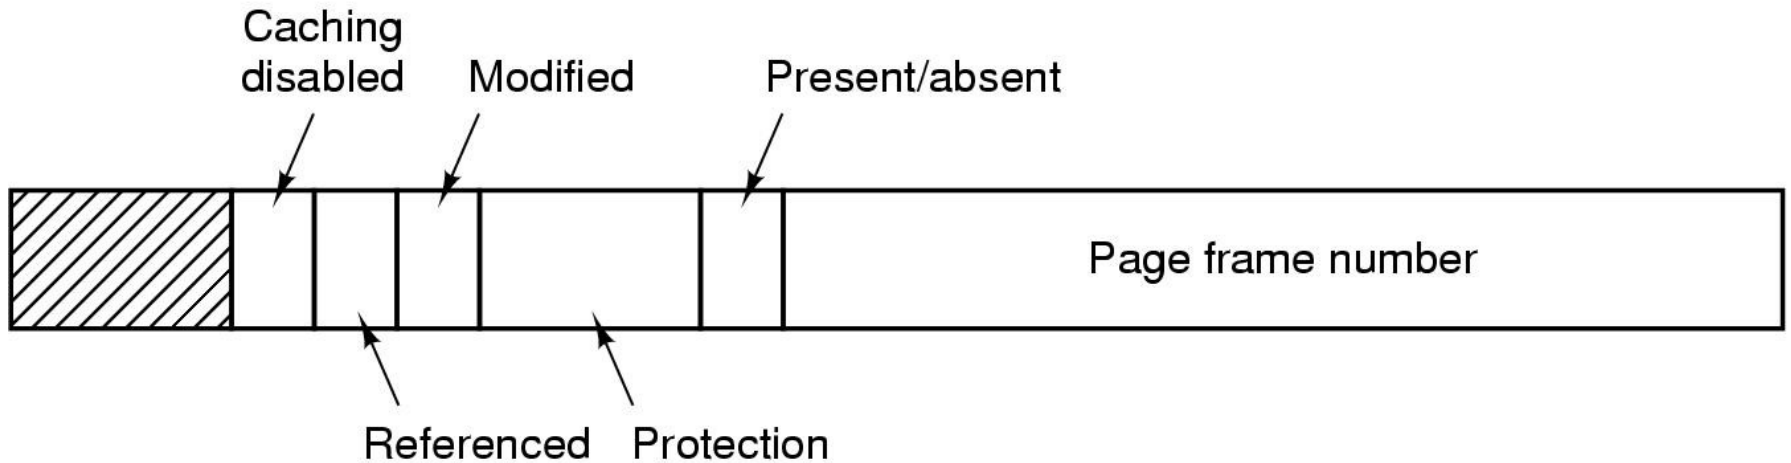 Caching
disabled
Modified
Present/absent
Page frame number
Referenced
Protection